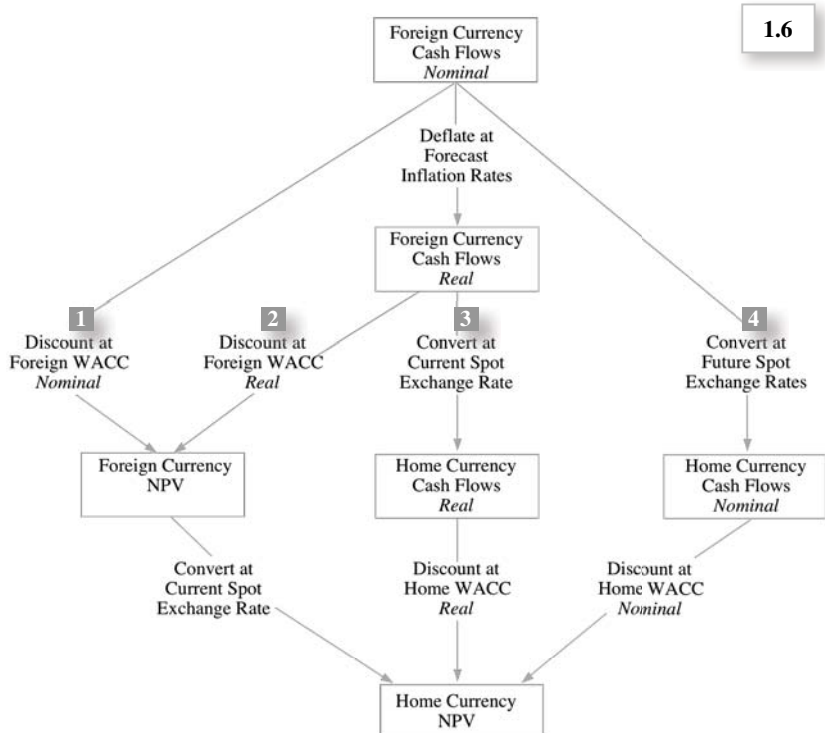 1.6
Foreign Currency
Cash Flows
Nominal
Deflate at
Forecast
Inflation Rates
Foreign Currency
Cash Flows
Real
1
Discount at
Foreign WACC
Nominal
2
Discount at
Foreign WACC
Real
3
Convert at
Current Spot
Exchange Rate
4
Convert at
Future Spot
Exchange Rates
Foreign Currency
NPV
Home Currency
Cash Flows
Real
Home Currency
Cash Flows
Nominal
Convert at
Current Spot
Exchange Rate
Discount at
Home WACC
Real
Discount at
Home WACC
Nominal
Home Currency
NPV